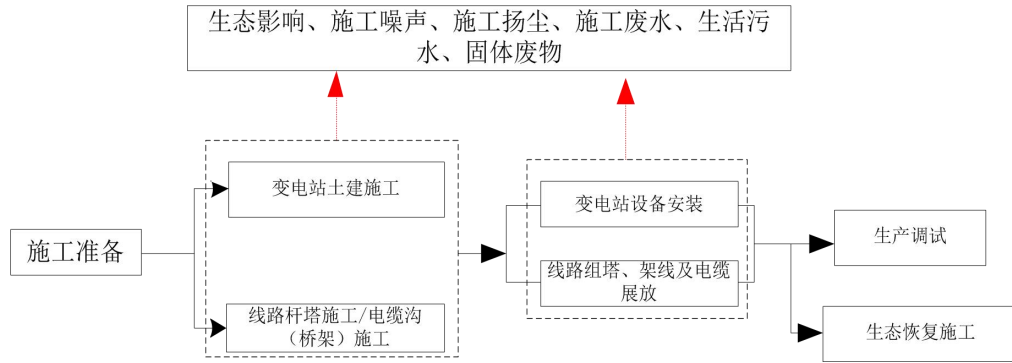 生态影响、施工噪声、施工扬尘、施工废水、生活污
水、固体废物
变电站土建施工
变电站设备安装
生产调试
施工准备
线路组塔、架线及电缆
展放
线路杆塔施工/电缆沟
（桥架）施工
生态恢复施工